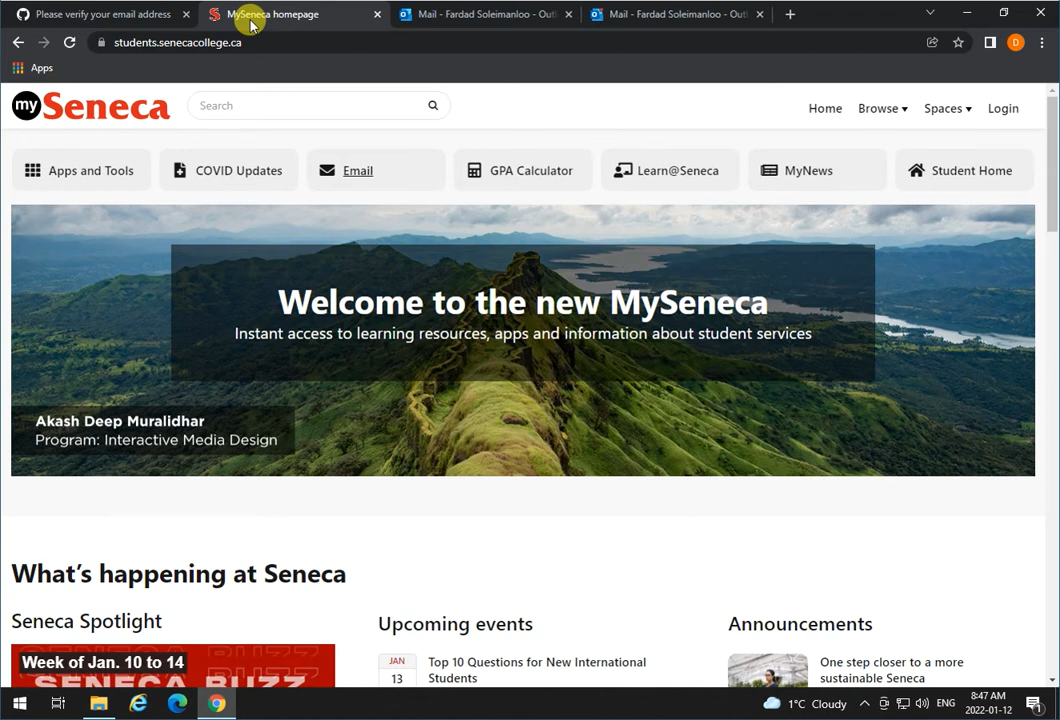 Please verify your email address
MySeneca homepage
Mail - Fardad Soleimanloo - Outl
Mail - Fardad Soleimanloo - Outl
students.senecacollege.ca
D
Apps
my Seneca
Search
Home
Browse
Spaces
Login
Apps and Tools
COVID Updates
Email
GPA Calculator
Learn@Seneca
MyNews
Student Home
Welcome to the new MySeneca
Instant access to learning resources, apps and information about student services
Akash Deep Muralidhar
Program: Interactive Media Design
What's happening at Seneca
Seneca Spotlight
Week of Jan. 10 to 14
SENECA BUZZ
Upcoming events
JAN
13
Top 10 Questions for New International
Students
Announcements
One step closer to a more
sustainable Seneca
1°C Cloudy
ENG
8:47 AM
2022-01-12
1